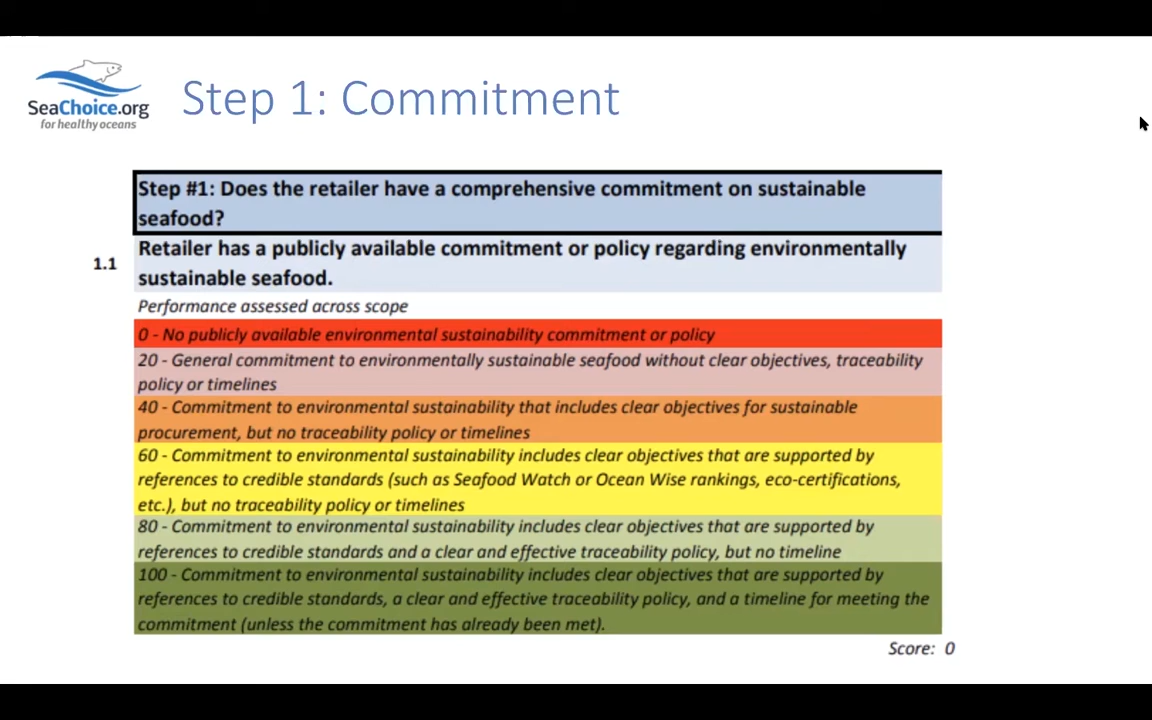 SeaChoice.org
for healthy oceans
Step 1: Commitment
Step #1: Does the retailer have a comprehensive commitment on sustainable
seafood?
1.1
Retailer has a publicly available commitment or policy regarding environmentally
sustainable seafood.
Performance assessed across scope
0 - No publicly available environmental sustainability commitment or policy
20 - General commitment to environmentally sustainable seafood without clear objectives, traceability
policy or timelines
40 - Commitment to environmental sustainability that includes clear objectives for sustainable
procurement, but no traceability policy or timelines
60 - Commitment to environmental sustainability includes clear objectives that are supported by
references to credible standards (such as Seafood Watch or Ocean Wise rankings, eco-certifications,
etc.), but no traceability policy or timelines
80 - Commitment to environmental sustainability includes clear objectives that are supported by
references to credible standards and a clear and effective traceability policy, but no timeline
100 - Commitment to environmental sustainability includes clear objectives that are supported by
references to credible standards, a clear and effective traceability policy, and a timeline for meeting the
commitment (unless the commitment has already been met).
Score: 0